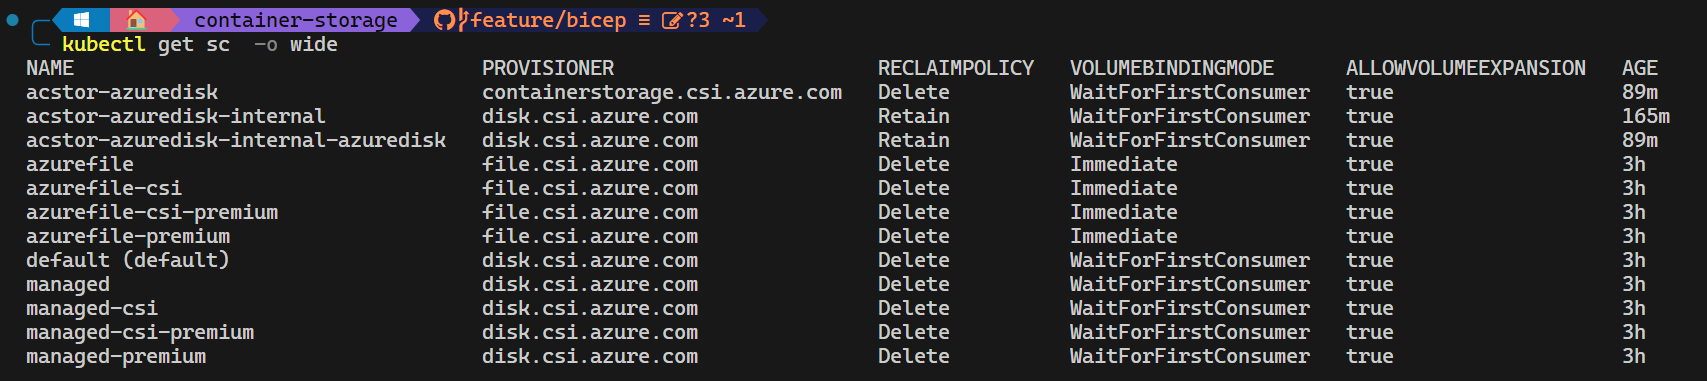 container-storage feature/bicep ≡ ?3 ~1
kubectl get sc -o wide
NAME PROVISIONER RECLAIMPOLICY VOLUMEBINDINGMODE ALLOWVOLUMEEXPANSION AGE
acstor-azuredisk containerstorage.csi.azure.com Delete WaitForFirstConsumer true 89m
acstor-azuredisk-internal disk.csi.azure.com Retain WaitForFirstConsumer true 165m
acstor-azuredisk-internal-azuredisk disk.csi.azure.com Retain WaitForFirstConsumer true 89m
azurefile file.csi.azure.com Delete Immediate true 3h
azurefile-csi file.csi.azure.com Delete Immediate true 3h
azurefile-csi-premium file.csi.azure.com Delete Immediate true 3h
azurefile-premium file.csi.azure.com Delete Immediate true 3h
default (default) disk.csi.azure.com Delete WaitForFirstConsumer true 3h
managed disk.csi.azure.com Delete WaitForFirstConsumer true 3h
managed-csi disk.csi.azure.com Delete WaitForFirstConsumer true 3h
managed-csi-premium disk.csi.azure.com Delete WaitForFirstConsumer true 3h
managed-premium disk.csi.azure.com Delete WaitForFirstConsumer true 3h